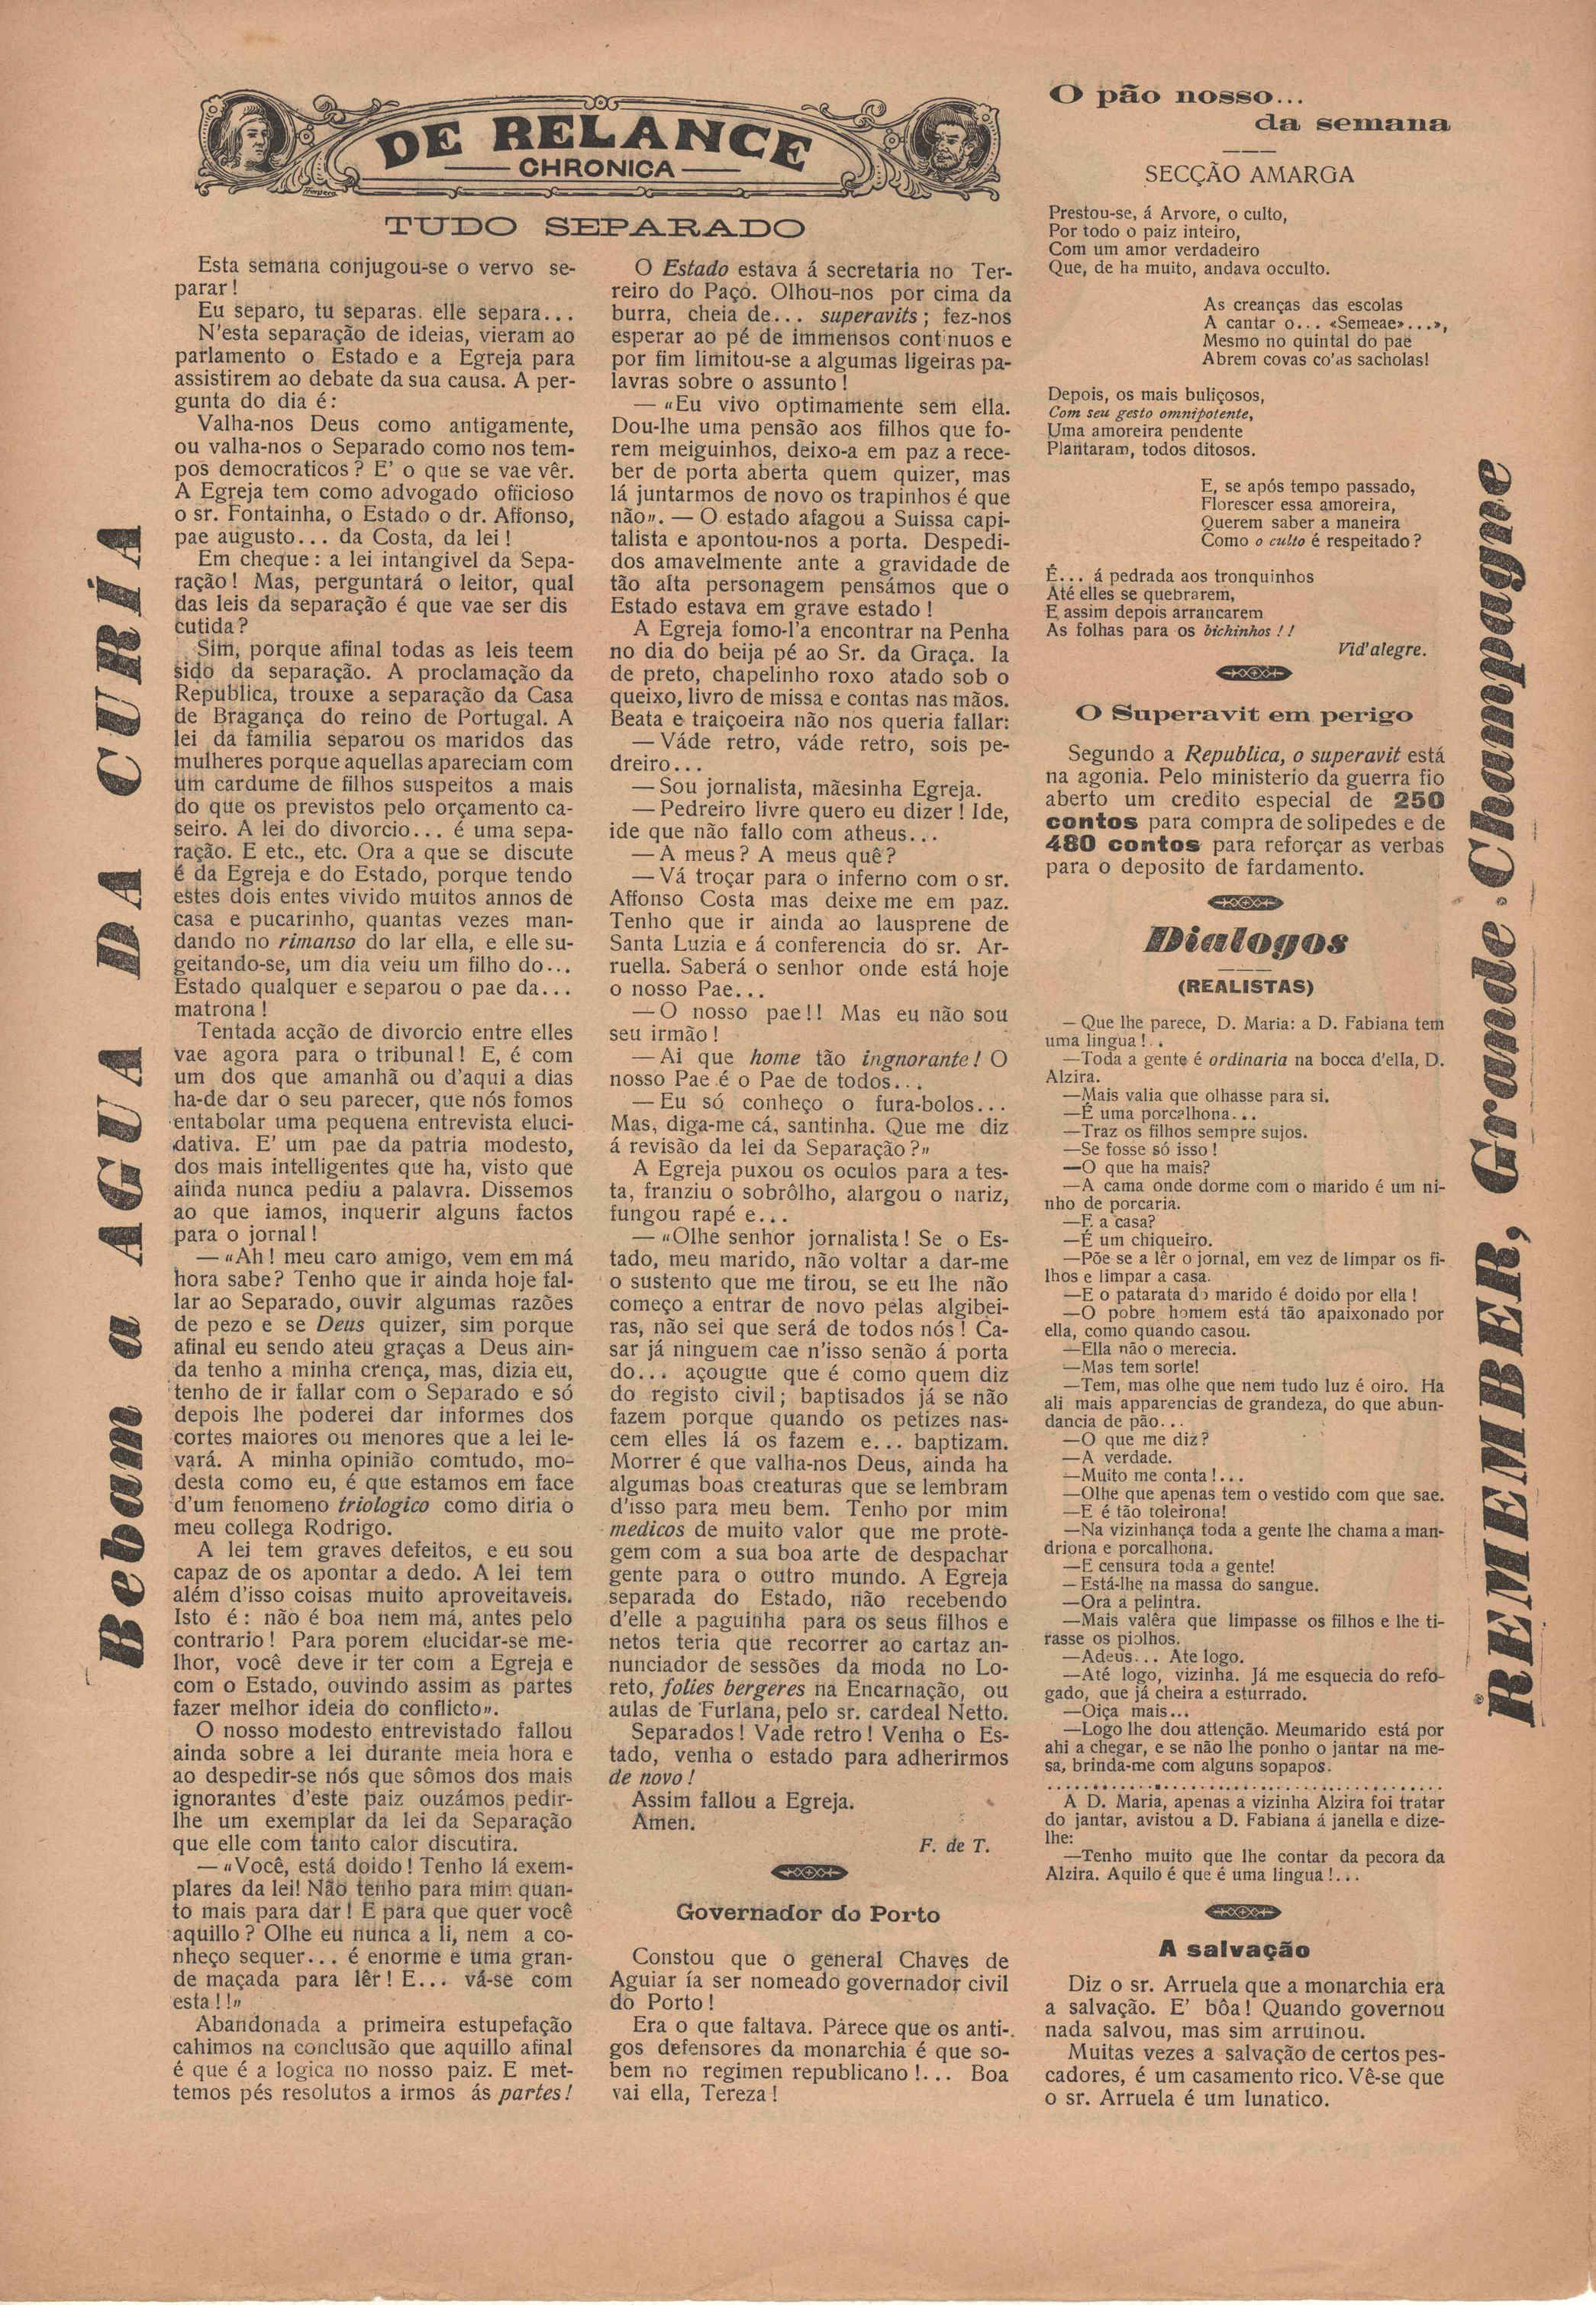 DE RELANCE
CHRONICA
TUDO SEPARADO
Esta semana conjugou-se o vervo se-
parar!
Eu separo, tu separas. elle separa...
N'esta separação de ideias, vieram ao
parlamento o Estado e a Egreja para
assistirem ao debate da sua causa. A per-
gunta do dia é:
Valha-nos Deus como antigamente,
ou valha-nos o Separado como nos tem-
pos democraticos? E' o que se vae vêr.
A Egreja tem como advogado officioso
o sr. Fontainha, o Estado o dr. Affonso,
pae augusto... da Costa, da lei!
Em cheque: a lei intangivel da Sepa-
ração! Mas, perguntará o leitor, qual
das leis da separação é que vae ser dis
cutida?
Sim, porque afinal todas as leis teem
sido da separação. A proclamação da
Republica, trouxe a separação da Casa
de Bragança do reino de Portugal. A
lei da familia separou os maridos das
mulheres porque aquellas apareciam com
um cardume de filhos suspeitos a mais
do que os previstos pelo orçamento ca-
seiro. A lei do divorcio... é uma sepa-
ração. E etc., etc. Ora a que se discute
é da Egreja e do Estado, porque tendo
estes dois entes vivido muitos annos de
casa e pucarinho, quantas vezes man-
dando no rimanso do lar ella, e elle su-
geitando-se, um dia veiu um filho do...
Estado qualquer e separou o pae da...
matrona!
Tentada acção de divorcio entre elles
vae agora para o tribunal! E, é com
um dos que amanhã ou d'aqui a dias
ha-de dar o seu parecer, que nós fomos
entabolar uma pequena entrevista eluci-
dativa. E' um pae da patria modesto,
dos mais intelligentes que ha, visto que
ainda nunca pediu a palavra. Dissemos
ao que iamos, inquerir alguns factos
para o jornal!
— «Ah! meu caro amigo, vem em má
hora sabe? Tenho que ir ainda hoje fal-
lar ao Separado, ouvir algumas razões
de pezo e se Deus quizer, sim porque
afinal eu sendo ateu graças a Deus ain-
da tenho a minha crença, mas, dizia eu,
tenho de ir fallar com o Separado e só
depois lhe poderei dar informes dos
cortes maiores ou menores que a lei le-
vará. A minha opinião comtudo, mo-
desta como eu, é que estamos em face
d'um fenomeno triologico como diria o
meu collega Rodrigo.
A lei tem graves defeitos, e eu sou
capaz de os apontar a dedo. A lei tem
além d'isso coisas muito aproveitaveis.
Isto é: não é boa nem má, antes pelo
contrario! Para porem elucidar-se me-
lhor, você deve ir ter com a Egreja e
com o Estado, ouvindo assim as partes
fazer melhor ideia do conflicto».
O nosso modesto entrevistado fallou
ainda sobre a lei durante meia hora e
ao despedir-se nós que sômos dos mais
ignorantes d'este paiz ouzámos pedir-
lhe um exemplar da lei da Separação
que elle com tanto calor discutira.
— «Você, está doido! Tenho lá exem-
plares da lei! Não tenho para mim quan-
to mais para dar! E para que quer você
aquillo? Olhe eu nunca a li, nem a co-
nheço sequer... é enorme e uma gran-
de maçada para lêr! E... vá-se com
esta!!»
Abandonada a primeira estupefação
cahimos na conclusão que aquillo afinal
é que é a logica no nosso paiz. E met-
temos pés resolutos a irmos ás partes!
O Estado estava á secretaria no Ter-
reiro do Paço. Olhou-nos por cima da
burra, cheia de... superavits; fez-nos
esperar ao pé de immensos continuos e
por fim limitou-se a algumas ligeiras pa-
lavras sobre o assunto!
— «Eu vivo optimamente sem ella.
Dou-lhe uma pensão aos filhos que fo-
rem meiguinhos, deixo-a em paz a rece-
ber de porta aberta quem quizer, mas
lá juntarmos de novo os trapinhos é que
não». — O estado afagou a Suissa capi-
talista e apontou-nos a porta. Despedi-
dos amavelmente ante a gravidade de
tão alta personagem pensámos que o
Estado estava em grave estado!
A Egreja fomo-l'a encontrar na Penha
no dia do beija pé ao Sr. da Graça. Ia
de preto, chapelinho roxo atado sob o
queixo, livro de missa e contas nas mãos.
Beata e traiçoeira não nos queria fallar:
— Váde retro, váde retro, sois pe-
dreiro...
— Sou jornalista, mãesinha Egreja.
— Pedreiro livre quero eu dizer! Ide,
ide que não fallo com atheus...
— A meus? A meus quê?
— Vá troçar para o inferno com o sr.
Affonso Costa mas deixe me em paz.
Tenho que ir ainda ao lausprene de
Santa Luzia e á conferencia do sr. Ar-
ruella. Saberá o senhor onde está hoje
o nosso Pae...
— O nosso pae!! Mas eu não sou
seu irmão!
— Ai que home tão ingnorante! O
nosso Pae é o Pae de todos...
— Eu só conheço o fura-bolos...
Mas, diga-me cá, santinha. Que me diz
á revisão da lei da Separação?»
A Egreja puxou os oculos para a tes-
ta, franziu o sobrôlho, alargou o nariz,
fungou rapé e...
— «Olhe senhor jornalista! Se o Es-
tado, meu marido, não voltar a dar-me
o sustento que me tirou, se eu lhe não
começo a entrar de novo pelas algibei-
ras, não sei que será de todos nós! Ca-
sar já ninguem cae n'isso senão á porta
do... açougue que é como quem diz
do registo civil; baptisados já se não
fazem porque quando os petizes nas-
cem elles lá os fazem e... baptizam.
Morrer é que valha-nos Deus, ainda ha
algumas boas creaturas que se lembram
d'isso para meu bem. Tenho por mim
medicos de muito valor que me prote-
gem com a sua boa arte de despachar
gente para o outro mundo. A Egreja
separada do Estado, não recebendo
d'elle a paguinha para os seus filhos e
netos teria que recorrer ao cartaz an-
nunciador de sessões da moda no Lo-
reto, folies bergeres na Encarnação, ou
aulas de Furlana, pelo sr. cardeal Netto.
Separados! Vade retro! Venha o Es-
tado, venha o estado para adherirmos
de novo!
Assim fallou a Egreja.
Amen.
F. de T.
Governador do Porto
Constou que o general Chaves de
Aguiar ía ser nomeado governador civil
do Porto!
Era o que faltava. Parece que os anti-
gos defensores da monarchia é que so-
bem no regimen republicano!... Boa
vai ella, Tereza!
O pão nosso...
da semana
SECÇÃO AMARGA
Prestou-se, á Arvore, o culto,
Por todo o paiz inteiro,
Com um amor verdadeiro
Que, de ha muito, andava occulto.
As creanças das escolas
A cantar o... «Semeae»...»,
Mesmo no quintal do pae
Abrem covas co'as sacholas!
Depois, os mais buliçosos,
Com seu gesto omnipotente,
Uma amoreira pendente
Plantaram, todos ditosos.
E, se após tempo passado,
Florescer essa amoreira,
Querem saber a maneira
Como o culto é respeitado?
É... á pedrada aos tronquinhos
Até elles se quebrarem,
E assim depois arrancarem
As folhas para os bichinhos!!
Vid'alegre.
O Superavit em perigo
Segundo a Republica, o superavit está
na agonia. Pelo ministerio da guerra fio
aberto um credito especial de 250
contos para compra de solipedes e de
480 contos para reforçar as verbas
para o deposito de fardamento.
Dialogos
(REALISTAS)
— Que lhe parece, D. Maria: a D. Fabiana tem
uma lingua!..
—Toda a gente é ordinaria na bocca d'ella, D.
Alzira.
—Mais valia que olhasse para si.
—É uma porcalhona...
—Traz os filhos sempre sujos.
—Se fosse só isso!
—O que ha mais?
—A cama onde dorme com o marido é um ni-
nho de porcaria.
—E a casa?
—É um chiqueiro.
—Põe-se a lêr o jornal, em vez de limpar os fi-
lhos e limpar a casa.
—E o patarata do marido é doido por ella!
—O pobre homem está tão apaixonado por
ella, como quando casou.
—Ella não o merecia.
—Mas tem sorte!
—Tem, mas olhe que nem tudo luz é oiro. Ha
ali mais apparencias de grandeza, do que abun-
dancia de pão...
—O que me diz?
—A verdade.
—Muito me conta!...
—Olhe que apenas tem o vestido com que sae.
—E é tão toleirona!
—Na vizinhança toda a gente lhe chama a man-
driona e porcalhona.
—E censura toda a gente!
—Está-lhe na massa do sangue.
—Ora a pelintra.
—Mais valêra que limpasse os filhos e lhe ti-
rasse os piolhos.
—Adeus... Ate logo.
—Até logo, vizinha. Já me esquecia do refo-
gado, que já cheira a esturrado.
—Oiça mais...
—Logo lhe dou attenção. Meumarido está por
ahi a chegar, e se não lhe ponho o jantar na me-
sa, brinda-me com alguns sopapos.
A D. Maria, apenas a vizinha Alzira foi tratar
do jantar, avistou a D. Fabiana á janella e dize-
lhe:
—Tenho muito que lhe contar da pecora da
Alzira. Aquilo é que é uma lingua!...
A salvação
Diz o sr. Arruela que a monarchia era
a salvação. E' bôa! Quando governou
nada salvou, mas sim arruinou.
Muitas vezes a salvação de certos pes-
cadores, é um casamento rico. Vê-se que
o sr. Arruela é um lunatico.
Bebam a AGUA DA CURIA
REMEMBER, Grande Champagne